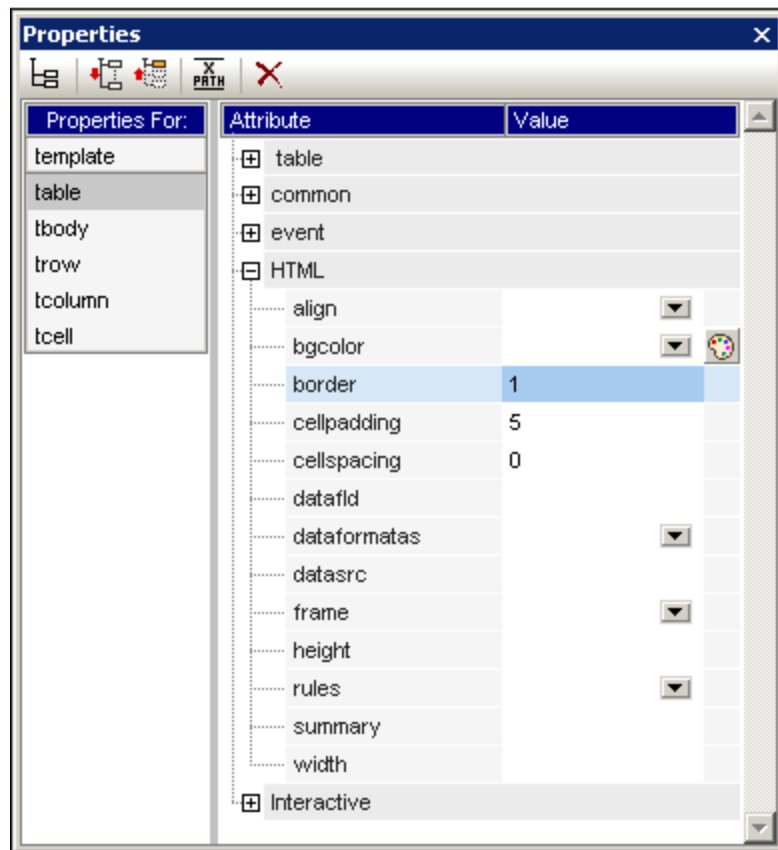 Properties
X PATH
Properties For:
template
table
tbody
trow
tcolumn
tcell
Attribute Value
table
common
event
HTML
align
bgcolor
border 1
cellpadding 5
cellspacing 0
datafld
dataformatas
datasrc
frame
height
rules
summary
width
Interactive